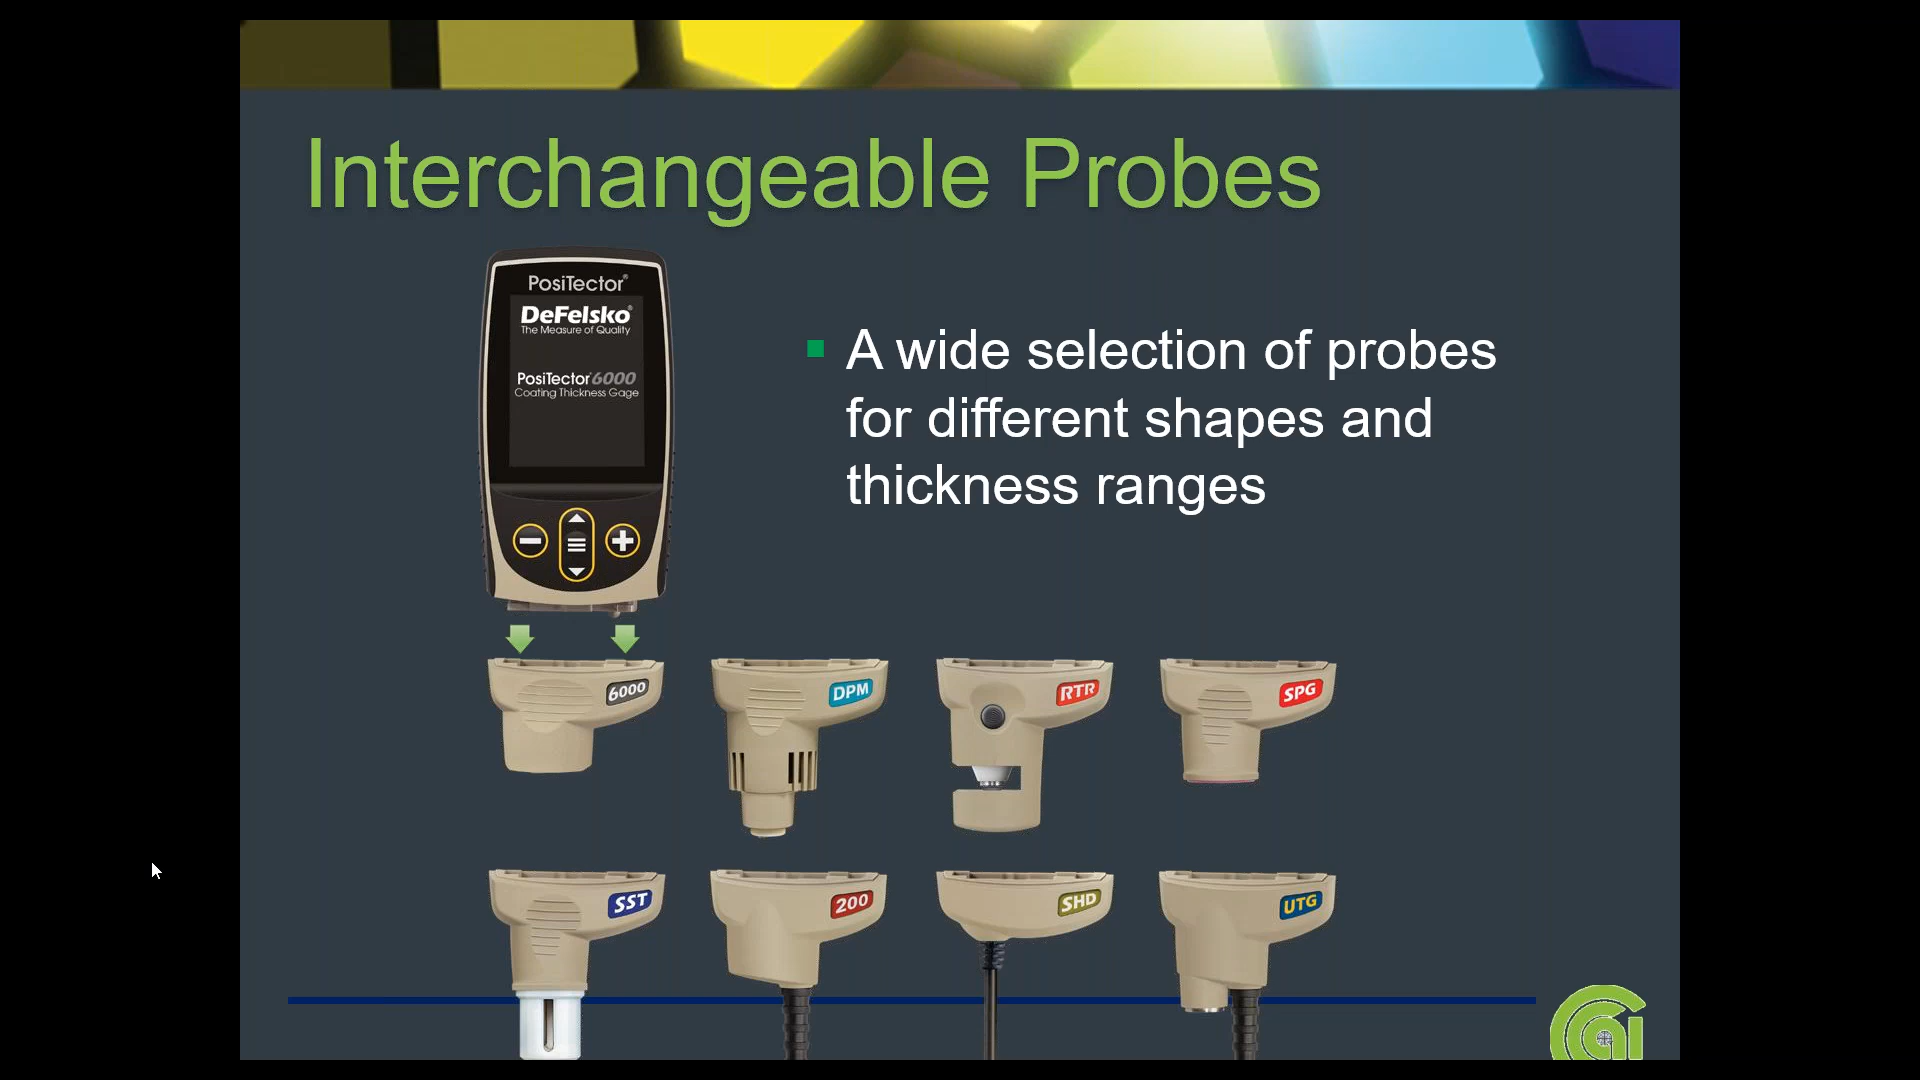 Interchangeable Probes
PosiTector®
DeFelsko®
The Measure of Quality
PosiTector 6000
Coating Thickness Gage
A wide selection of probes
for different shapes and
thickness ranges
6000
DPM
RTR
SPG
SST
200
SHD
UTG